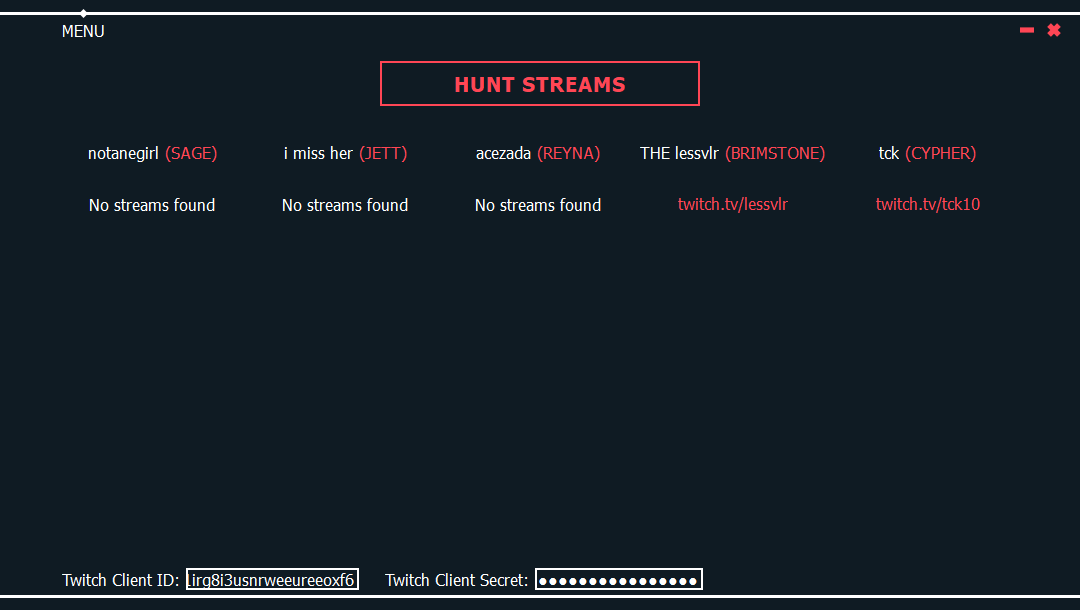 MENU
HUNT STREAMS
notanegirl (SAGE) i miss her (JETT) acezada (REYNA) THE lessvlr (BRIMSTONE) tck (CYPHER)
No streams found No streams found No streams found twitch.tv/lessvlr twitch.tv/tck10
Twitch Client ID: irg8i3usnrweeureeoxf6 Twitch Client Secret: ●●●●●●●●●●●●●●●●